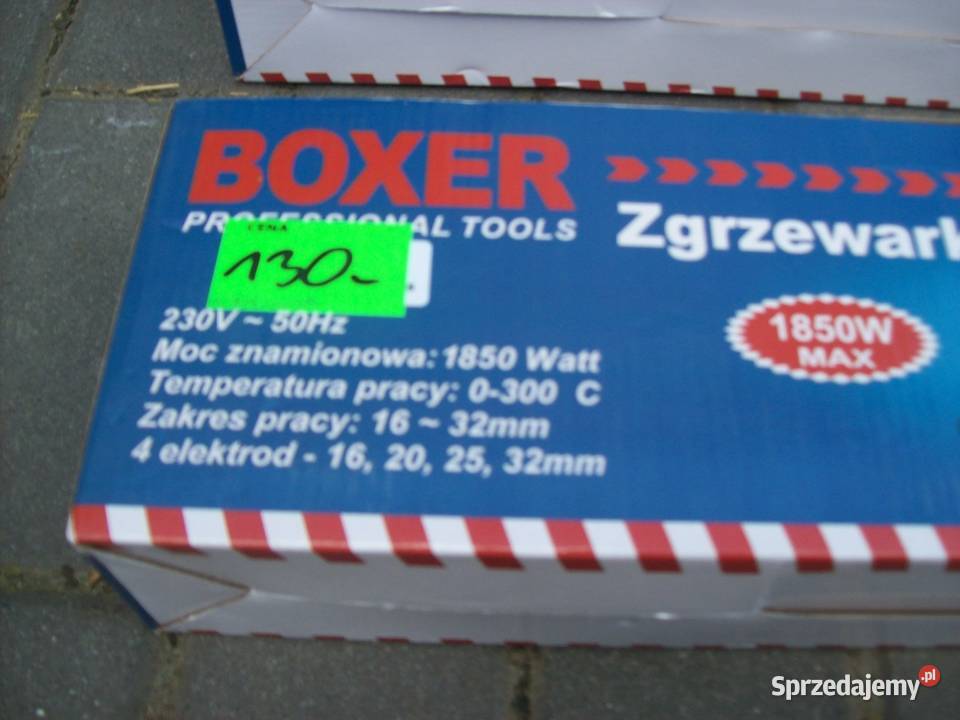 BOXER
PROFESSIONAL TOOLS
Zgrzewark
CENA
130-
230V ~ 50Hz
Moc znamionowa: 1850 Watt
Temperatura pracy: 0-300 C
Zakres pracy: 16 ~ 32mm
4 elektrod - 16, 20, 25, 32mm
1850W
MAX
Sprzedajemy.pl